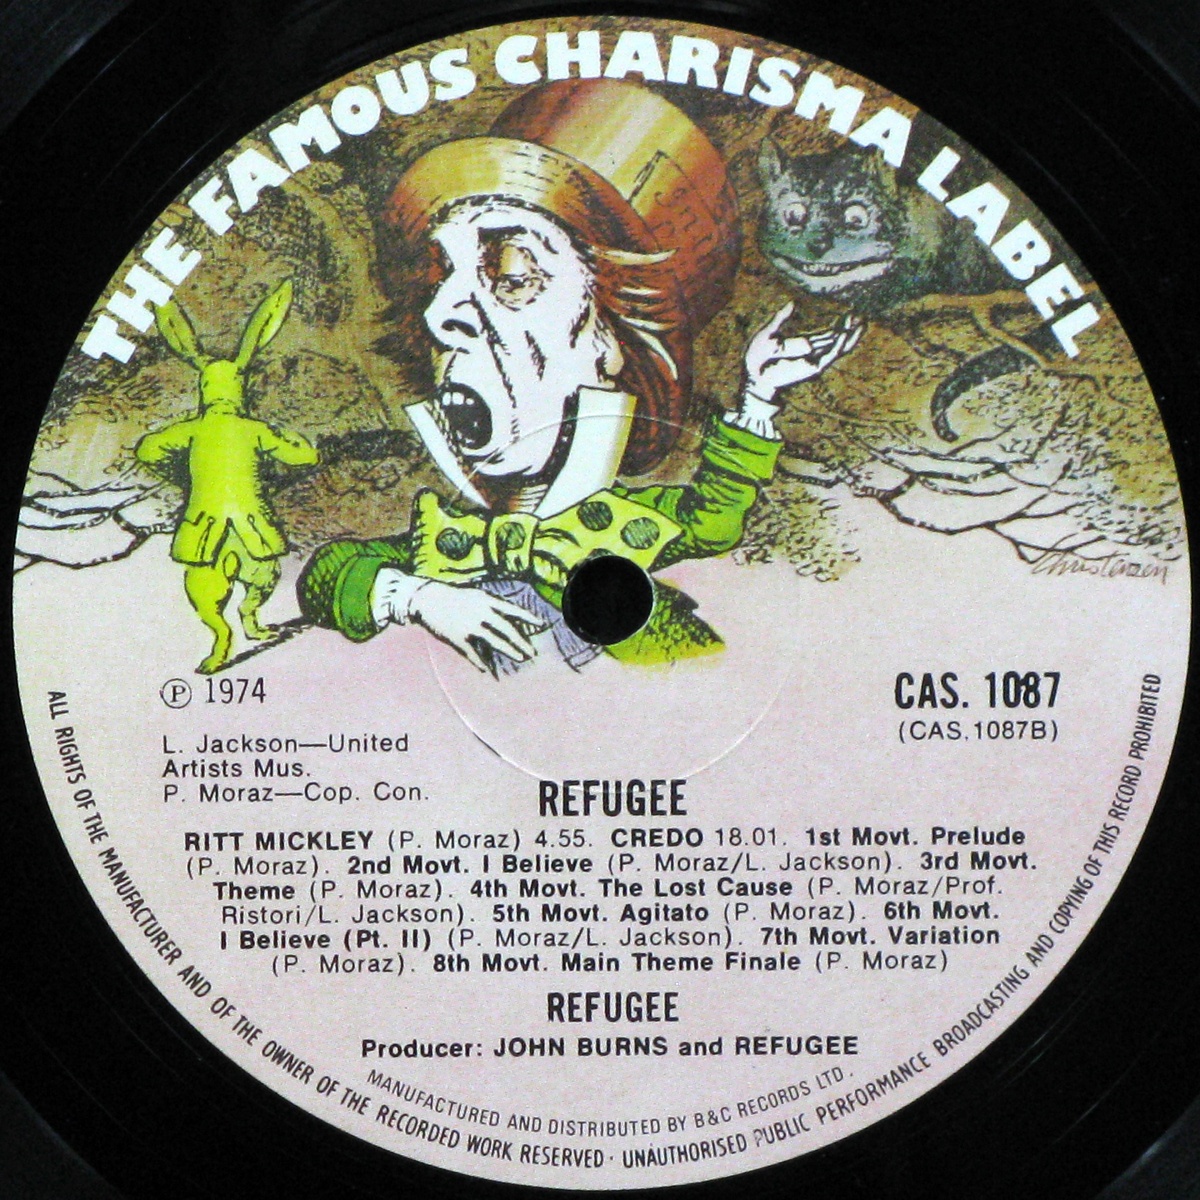 THE FAMOUS CHARISMA LABEL
Christensen
Ⓟ 1974
CAS. 1087
(CAS.1087B)
L. Jackson—United
Artists Mus.
P. Moraz—Cop. Con.
REFUGEE
RITT MICKLEY (P. Moraz) 4.55. CREDO 18.01. 1st Movt. Prelude
(P. Moraz). 2nd Movt. I Believe (P. Moraz/L. Jackson). 3rd Movt.
Theme (P. Moraz). 4th Movt. The Lost Cause (P. Moraz/Prof.
Ristori/L. Jackson). 5th Movt. Agitato (P. Moraz). 6th Movt.
I Believe (Pt. II) (P. Moraz/L. Jackson). 7th Movt. Variation
(P. Moraz). 8th Movt. Main Theme Finale (P. Moraz)
REFUGEE
Producer: JOHN BURNS and REFUGEE
MANUFACTURED AND DISTRIBUTED BY B&C RECORDS LTD.
ALL RIGHTS OF THE MANUFACTURER AND OF THE OWNER OF THE RECORDED WORK RESERVED · UNAUTHORISED PUBLIC PERFORMANCE BROADCASTING AND COPYING OF THIS RECORD PROHIBITED